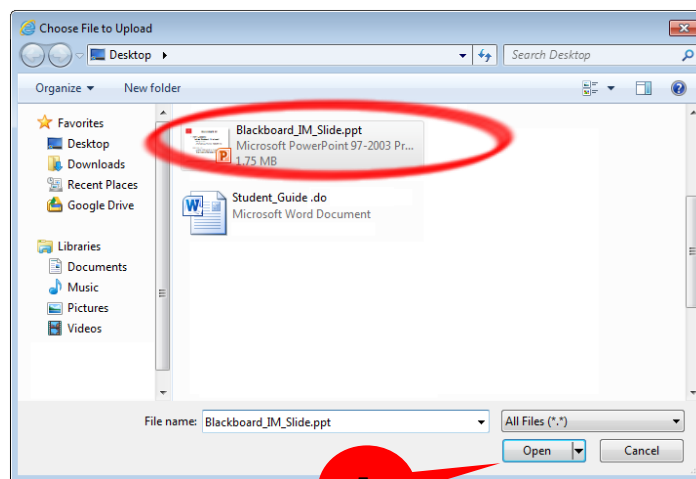 Choose File to Upload
Desktop
Search Desktop
Organize
New folder
Favorites
Desktop
Downloads
Recent Places
Google Drive
Libraries
Documents
Music
Pictures
Videos
Blackboard_IM_Slide.ppt
Microsoft PowerPoint 97-2003 Pr...
1.75 MB
Student_Guide .do
Microsoft Word Document
File name: Blackboard_IM_Slide.ppt
All Files (*.*)
Open
Cancel